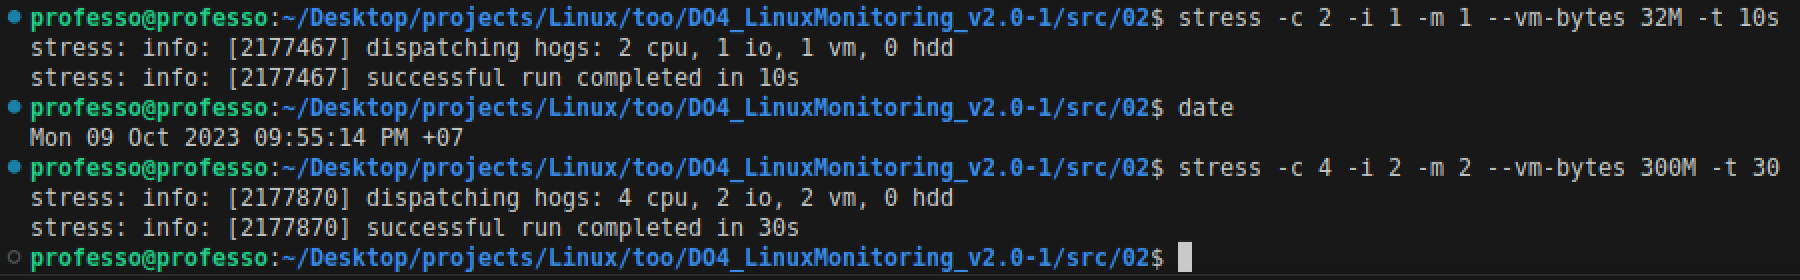 professo@professo:~/Desktop/projects/Linux/too/DO4_LinuxMonitoring_v2.0-1/src/02$ stress -c 2 -i 1 -m 1 --vm-bytes 32M -t 10s
stress: info: [2177467] dispatching hogs: 2 cpu, 1 io, 1 vm, 0 hdd
stress: info: [2177467] successful run completed in 10s
professo@professo:~/Desktop/projects/Linux/too/DO4_LinuxMonitoring_v2.0-1/src/02$ date
Mon 09 Oct 2023 09:55:14 PM +07
professo@professo:~/Desktop/projects/Linux/too/DO4_LinuxMonitoring_v2.0-1/src/02$ stress -c 4 -i 2 -m 2 --vm-bytes 300M -t 30
stress: info: [2177870] dispatching hogs: 4 cpu, 2 io, 2 vm, 0 hdd
stress: info: [2177870] successful run completed in 30s
professo@professo:~/Desktop/projects/Linux/too/DO4_LinuxMonitoring_v2.0-1/src/02$